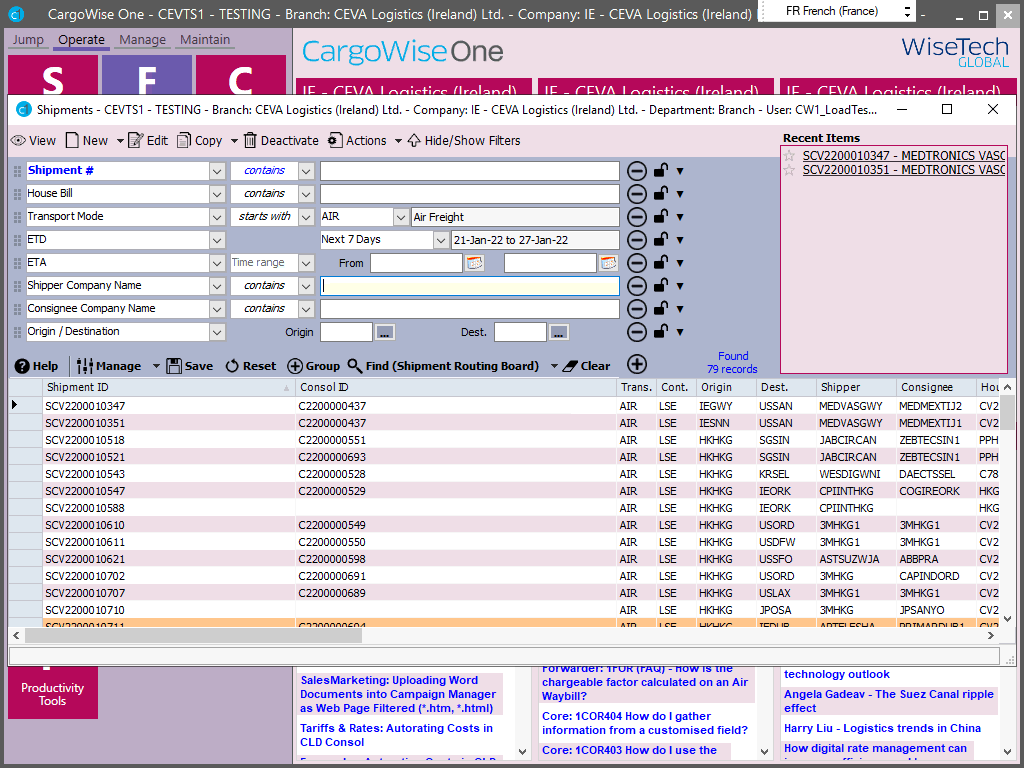 CargoWise One - CEVTS1 - TESTING - Branch: CEVA Logistics (Ireland) Ltd. - Company: IE - CEVA Logistics (Ireland) Ltd.
FR French (France)
Jump Operate Manage Maintain
S F C
CargoWise One
WiseTech
GLOBAL
IE - CEVA Logistics (Ireland) IE - CEVA Logistics (Ireland) IE - CEVA Logistics (Ireland)
Shipments - CEVTS1 - TESTING - Branch: CEVA Logistics (Ireland) Ltd. - Company: IE - CEVA Logistics (Ireland) Ltd. - Department: Branch - User: CW1_LoadTes...
View New Edit Copy Deactivate Actions Hide/Show Filters
Recent Items
SCV2200010347 - MEDTRONICS VASC
SCV2200010351 - MEDTRONICS VASC
Shipment # contains
House Bill contains
Transport Mode starts with AIR Air Freight
ETD Next 7 Days 21-Jan-22 to 27-Jan-22
ETA Time range From
Shipper Company Name contains
Consignee Company Name contains
Origin / Destination Origin ... Dest. ...
Help Manage Save Reset Group Find (Shipment Routing Board) Clear
Found
79 records
Shipment ID Consol ID Trans. Cont. Origin Dest. Shipper Consignee Hou
SCV2200010347 C2200000437 AIR LSE IEGWY USSAN MEDVASGWY MEDMEXTIJ2 CV2
SCV2200010351 C2200000437 AIR LSE IESNN USSAN MEDVASGWY MEDMEXTIJ1 CV2
SCV2200010518 C2200000551 AIR LSE HKHKG SGSIN JABCIRCAN ZEBTECSIN1 PPH
SCV2200010521 C2200000693 AIR LSE HKHKG SGSIN JABCIRCAN ZEBTECSIN1 PPH
SCV2200010543 C2200000528 AIR LSE HKHKG KRSEL WESDIGWNI DAECTSSEL C78
SCV2200010547 C2200000529 AIR LSE HKHKG IEORK CPIINTHKG COGIREORK HKG
SCV2200010588 AIR LSE HKHKG IEORK CPIINTHKG HKG
SCV2200010610 C2200000549 AIR LSE HKHKG USORD 3MHKG1 3MHKG1 CV2
SCV2200010611 C2200000550 AIR LSE HKHKG USDFW 3MHKG1 3MHKG1 CV2
SCV2200010621 C2200000598 AIR LSE HKHKG USSFO ASTSUZWJA ABBPRA CV2
SCV2200010702 C2200000691 AIR LSE HKHKG USORD 3MHKG CAPINDORD CV2
SCV2200010707 C2200000689 AIR LSE HKHKG USLAX 3MHKG1 3MHKG1 CV2
SCV2200010710 AIR LSE HKHKG JPOSA 3MHKG JPSANYO CV2
SCV2200010711 C2200000694 AIR LSE HKHKG IEDUB
Productivity
Tools
SalesMarketing: Uploading Word
Documents into Campaign Manager
as Web Page Filtered (*.htm, *.html)
Tariffs & Rates: Autorating Costs in
CLD Consol
Forwarder: 1FOR (FAQ) - How is the
chargeable factor calculated on an Air
Waybill?
Core: 1COR404 How do I gather
information from a customised field?
Core: 1COR403 How do I use the
technology outlook
Angela Gadeav - The Suez Canal ripple
effect
Harry Liu - Logistics trends in China
How digital rate management can